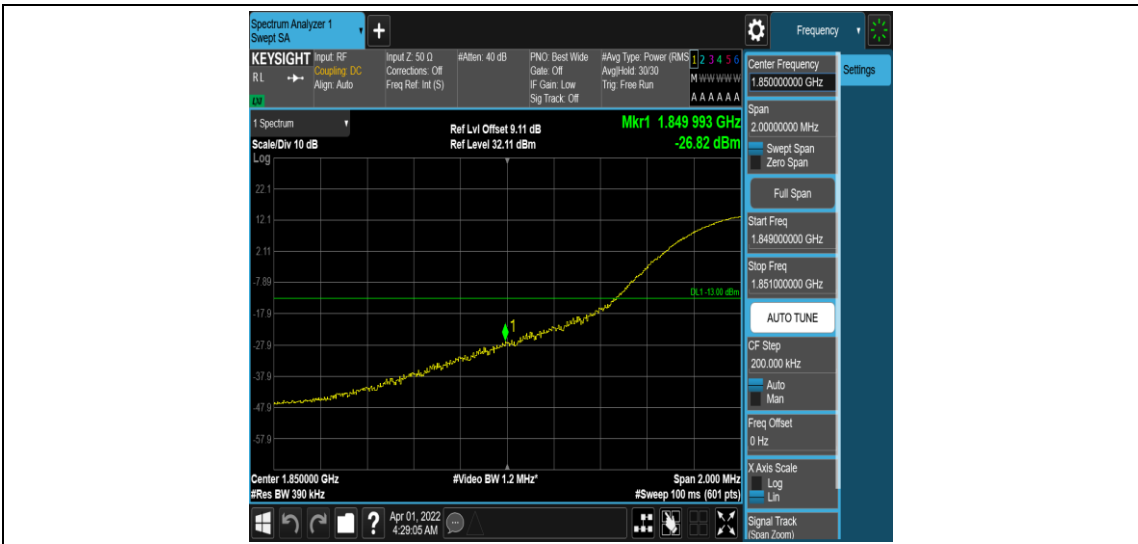 Spectrum Analyzer 1
Swept SA
+
Frequency
KEYSIGHT
RL
LXI
Input: RF
Coupling: DC
Align: Auto
Input Z: 50 Ω
Corrections: Off
Freq Ref: Int (S)
#Atten: 40 dB
PNO: Best Wide
Gate: Off
IF Gain: Low
Sig Track: Off
#Avg Type: Power (RMS
Avg|Hold: 30/30
Trig: Free Run
1 2 3 4 5 6
M W W W W W
A A A A A A
1 Spectrum
Scale/Div 10 dB
Log
Ref Lvl Offset 9.11 dB
Ref Level 32.11 dBm
Mkr1 1.849 993 GHz
-26.82 dBm
22.1
12.1
2.11
-7.89
-17.9
-27.9
-37.9
-47.9
-57.9
DL1 -13.00 dBm
1
Center 1.850000 GHz
#Res BW 390 kHz
#Video BW 1.2 MHz*
Span 2.000 MHz
#Sweep 100 ms (601 pts)
?
Apr 01, 2022
4:29:05 AM
Center Frequency
1.850000000 GHz
Span
2.00000000 MHz
Swept Span
Zero Span
Full Span
Start Freq
1.849000000 GHz
Stop Freq
1.851000000 GHz
AUTO TUNE
CF Step
200.000 kHz
Auto
Man
Freq Offset
0 Hz
X Axis Scale
Log
Lin
Signal Track
(Span Zoom)
Settings